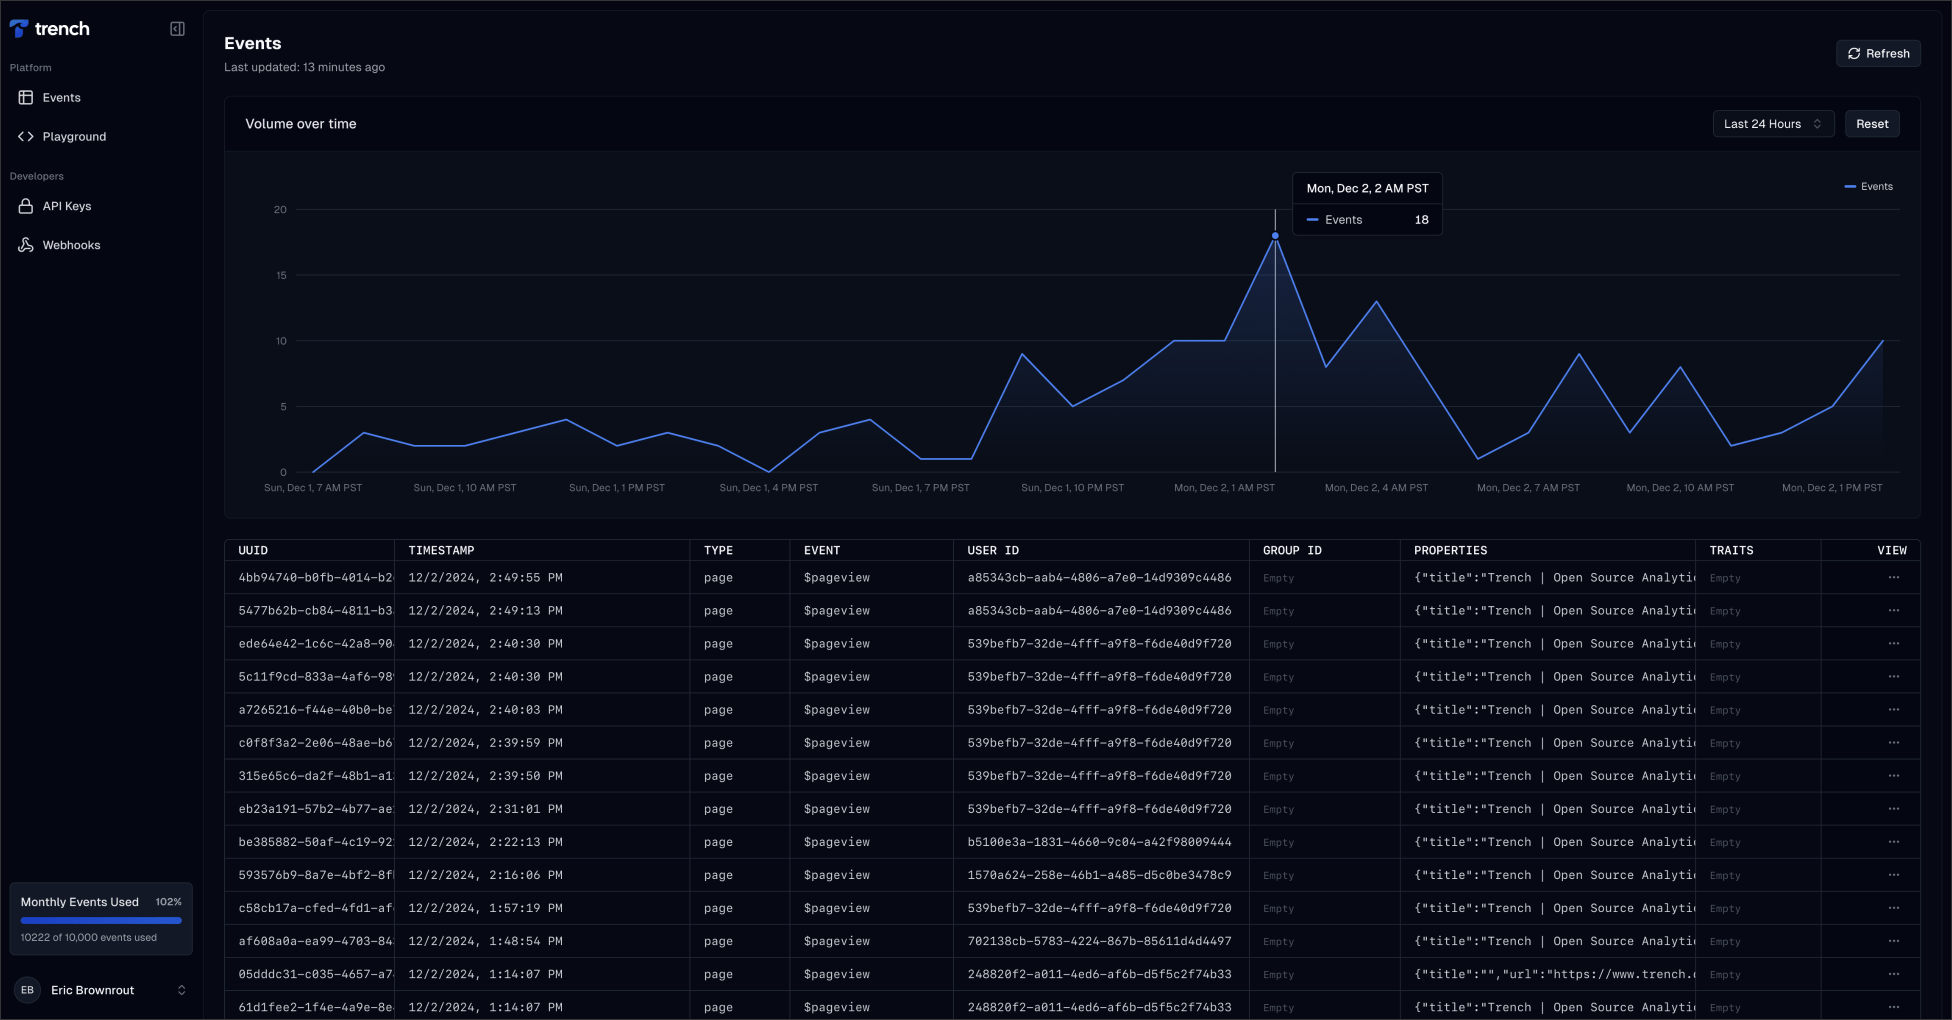 trench
Platform
Events
Playground
Developers
API Keys
Webhooks
Monthly Events Used 102%
10222 of 10,000 events used
EB Eric Brownrout
Events
Last updated: 13 minutes ago
Refresh
Volume over time
Last 24 Hours
Reset
Mon, Dec 2, 2 AM PST
Events 18
Events
20
15
10
5
0
Sun, Dec 1, 7 AM PST Sun, Dec 1, 10 AM PST Sun, Dec 1, 1 PM PST Sun, Dec 1, 4 PM PST Sun, Dec 1, 7 PM PST Sun, Dec 1, 10 PM PST Mon, Dec 2, 1 AM PST Mon, Dec 2, 4 AM PST Mon, Dec 2, 7 AM PST Mon, Dec 2, 10 AM PST Mon, Dec 2, 1 PM PST
UUID TIMESTAMP TYPE EVENT USER ID GROUP ID PROPERTIES TRAITS VIEW
4bb94740-b0fb-4014-b2 12/2/2024, 2:49:55 PM page $pageview a85343cb-aab4-4806-a7e0-14d9309c4486 Empty {"title":"Trench | Open Source Analyti Empty ...
5477b62b-cb84-4811-b3 12/2/2024, 2:49:13 PM page $pageview a85343cb-aab4-4806-a7e0-14d9309c4486 Empty {"title":"Trench | Open Source Analyti Empty ...
ede64e42-1c6c-42a8-90 12/2/2024, 2:40:30 PM page $pageview 539befb7-32de-4fff-a9f8-f6de40d9f720 Empty {"title":"Trench | Open Source Analyti Empty ...
5c11f9cd-833a-4af6-98 12/2/2024, 2:40:30 PM page $pageview 539befb7-32de-4fff-a9f8-f6de40d9f720 Empty {"title":"Trench | Open Source Analyti Empty ...
a7265216-f44e-40b0-be 12/2/2024, 2:40:03 PM page $pageview 539befb7-32de-4fff-a9f8-f6de40d9f720 Empty {"title":"Trench | Open Source Analyti Empty ...
c0f8f3a2-2e06-48ae-b6 12/2/2024, 2:39:59 PM page $pageview 539befb7-32de-4fff-a9f8-f6de40d9f720 Empty {"title":"Trench | Open Source Analyti Empty ...
315e65c6-da2f-48b1-a1 12/2/2024, 2:39:50 PM page $pageview 539befb7-32de-4fff-a9f8-f6de40d9f720 Empty {"title":"Trench | Open Source Analyti Empty ...
eb23a191-57b2-4b77-ae 12/2/2024, 2:31:01 PM page $pageview 539befb7-32de-4fff-a9f8-f6de40d9f720 Empty {"title":"Trench | Open Source Analyti Empty ...
be385882-50af-4c19-92 12/2/2024, 2:22:13 PM page $pageview b5100e3a-1831-4660-9c04-a42f98009444 Empty {"title":"Trench | Open Source Analyti Empty ...
593576b9-8a7e-4bf2-8f 12/2/2024, 2:16:06 PM page $pageview 1570a624-258e-46b1-a485-d5c0be3478c9 Empty {"title":"Trench | Open Source Analyti Empty ...
c58cb17a-cfed-4fd1-af 12/2/2024, 1:57:19 PM page $pageview 539befb7-32de-4fff-a9f8-f6de40d9f720 Empty {"title":"Trench | Open Source Analyti Empty ...
af608a0a-ea99-4703-84 12/2/2024, 1:48:54 PM page $pageview 702138cb-5783-4224-867b-85611d4d4497 Empty {"title":"Trench | Open Source Analyti Empty ...
05dddc31-c035-4657-a7 12/2/2024, 1:14:07 PM page $pageview 248820f2-a011-4ed6-af6b-d5f5c2f74b33 Empty {"title":"","url":"https://www.trench. Empty ...
61d1fee2-1f4e-4a9e-8e 12/2/2024, 1:14:07 PM page $pageview 248820f2-a011-4ed6-af6b-d5f5c2f74b33 Empty {"title":"Trench | Open Source Analyti Empty ...